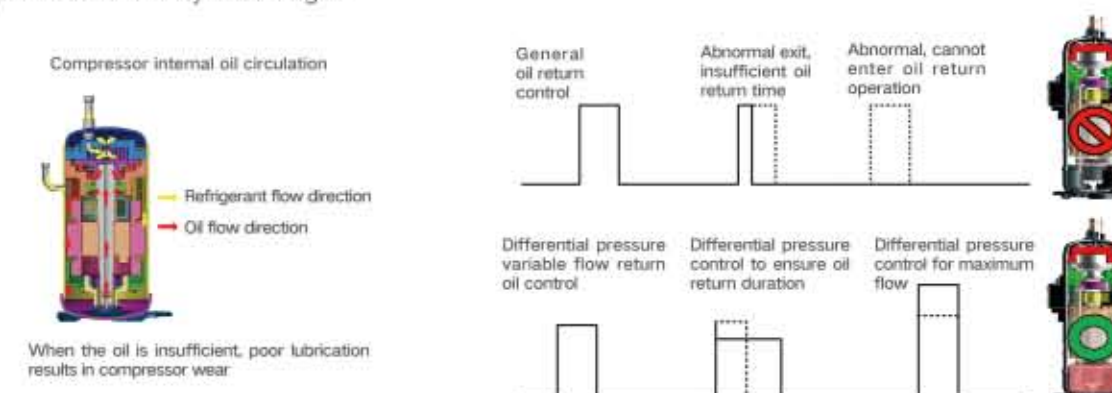 Compressor internal oil circulation
Refrigerant flow direction
Oil flow direction
When the oil is insufficient, poor lubrication
results in compressor wear
General
oil return
control
Abnormal exit,
insufficient oil
return time
Abnormal, cannot
enter oil return
operation
Differential pressure
variable flow return
oil control
Differential pressure
control to ensure oil
return duration
Differential pressure
control for maximum
flow